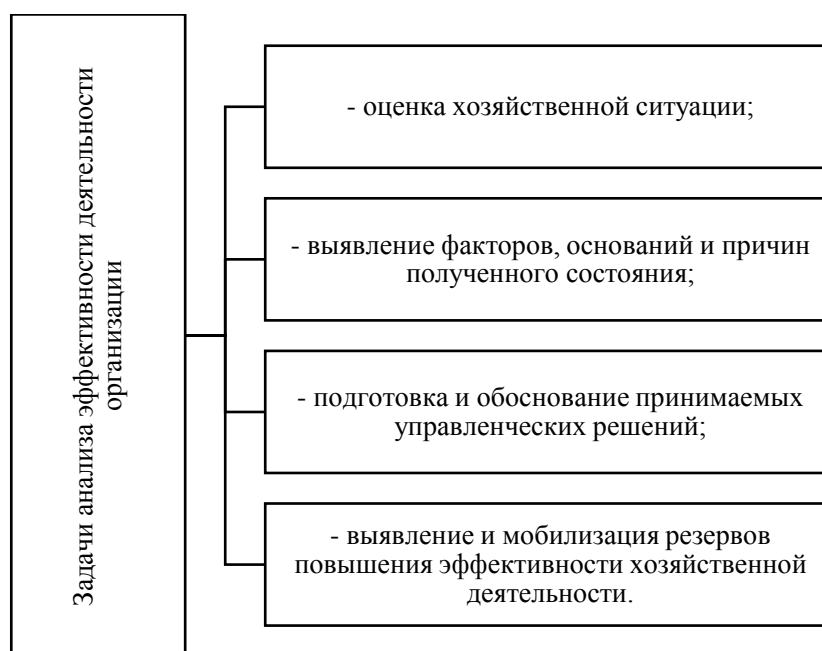 Задачи анализа эффективности деятельности
организации
- оценка хозяйственной ситуации;
- выявление факторов, оснований и причин
полученного состояния;
- подготовка и обоснование принимаемых
управленческих решений;
- выявление и мобилизация резервов
повышения эффективности хозяйственной
деятельности.